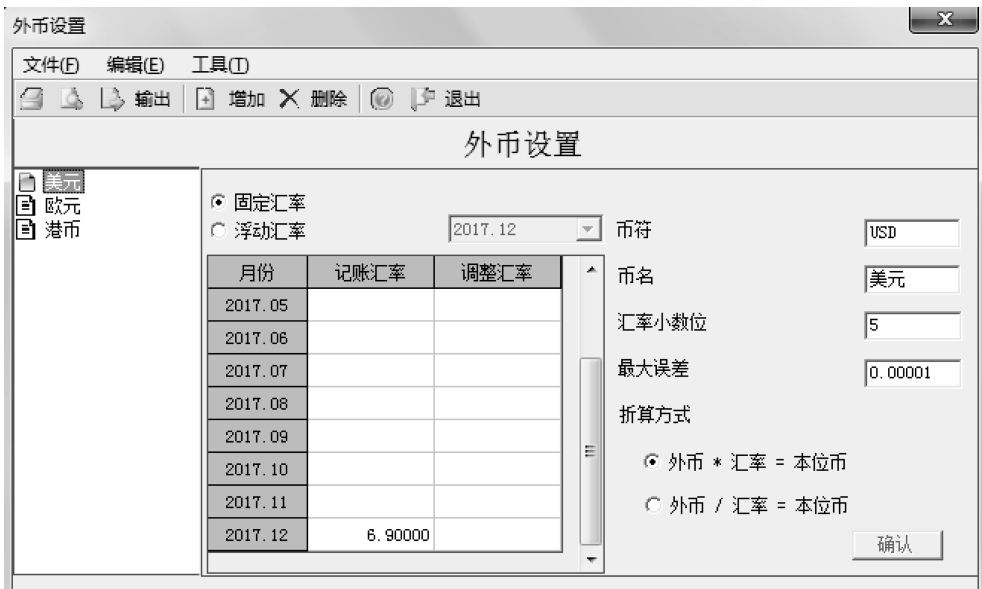 外币设置
文件(F) 编辑(E) 工具(T)
输出 增加 删除 退出
外币设置
美元
欧元
港币
固定汇率
浮动汇率
2017.12
月份 记账汇率 调整汇率
2017.05
2017.06
2017.07
2017.08
2017.09
2017.10
2017.11
2017.12 6.90000
币符 USD
币名 美元
汇率小数位 5
最大误差 0.00001
折算方式
外币 * 汇率 = 本位币
外币 / 汇率 = 本位币
确认